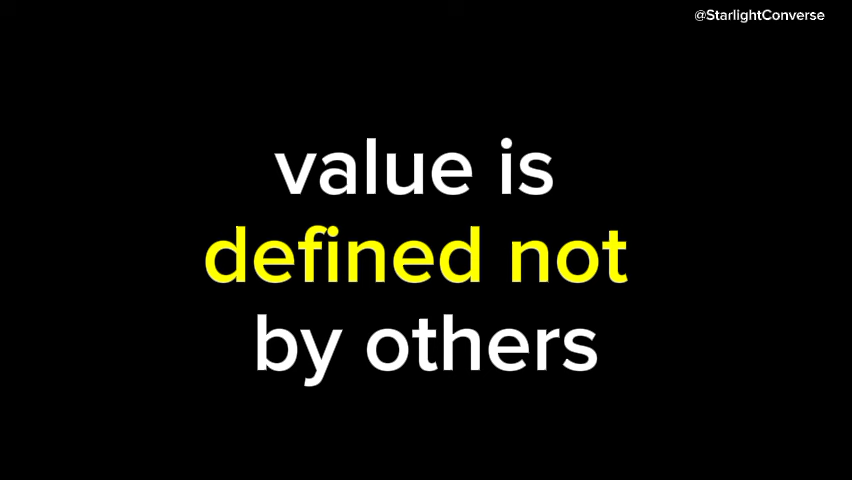 @StarlightConverse
value is
defined not
by others